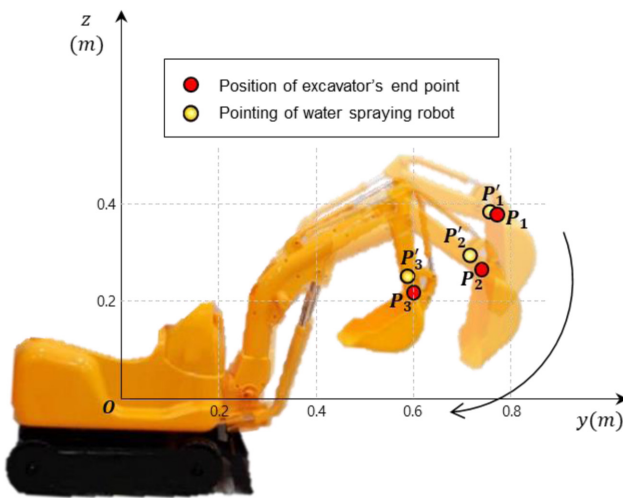 z
(m)
Position of excavator's end point
Pointing of water spraying robot
0.4
P′₁
P₁
P′₂
P₂
P′₃
P₃
0.2
O
0.2
0.4
0.6
0.8
y(m)